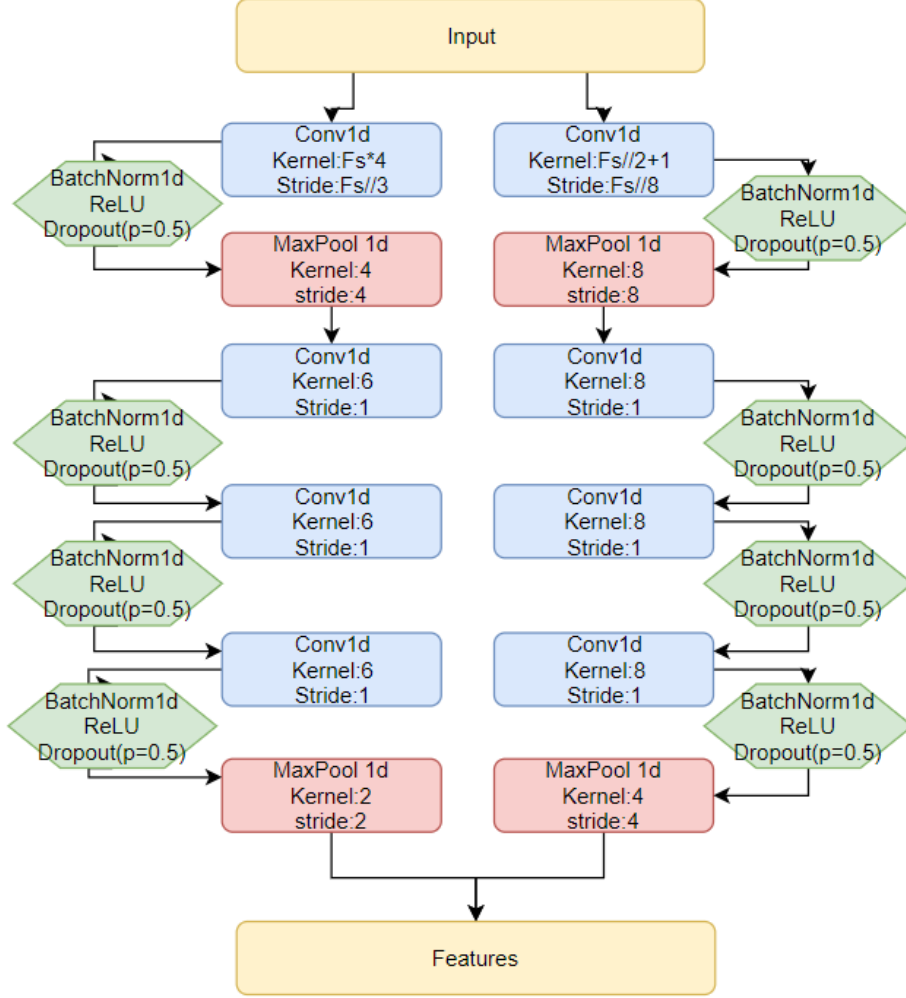 Input
Conv1d
Kernel:Fs*4
Stride:Fs//3
Conv1d
Kernel:Fs//2+1
Stride:Fs//8
BatchNorm1d
ReLU
Dropout(p=0.5)
BatchNorm1d
ReLU
Dropout(p=0.5)
MaxPool 1d
Kernel:4
stride:4
MaxPool 1d
Kernel:8
stride:8
Conv1d
Kernel:6
Stride:1
Conv1d
Kernel:8
Stride:1
BatchNorm1d
ReLU
Dropout(p=0.5)
BatchNorm1d
ReLU
Dropout(p=0.5)
Conv1d
Kernel:6
Stride:1
Conv1d
Kernel:8
Stride:1
BatchNorm1d
ReLU
Dropout(p=0.5)
BatchNorm1d
ReLU
Dropout(p=0.5)
Conv1d
Kernel:6
Stride:1
Conv1d
Kernel:8
Stride:1
BatchNorm1d
ReLU
Dropout(p=0.5)
BatchNorm1d
ReLU
Dropout(p=0.5)
MaxPool 1d
Kernel:2
stride:2
MaxPool 1d
Kernel:4
stride:4
Features